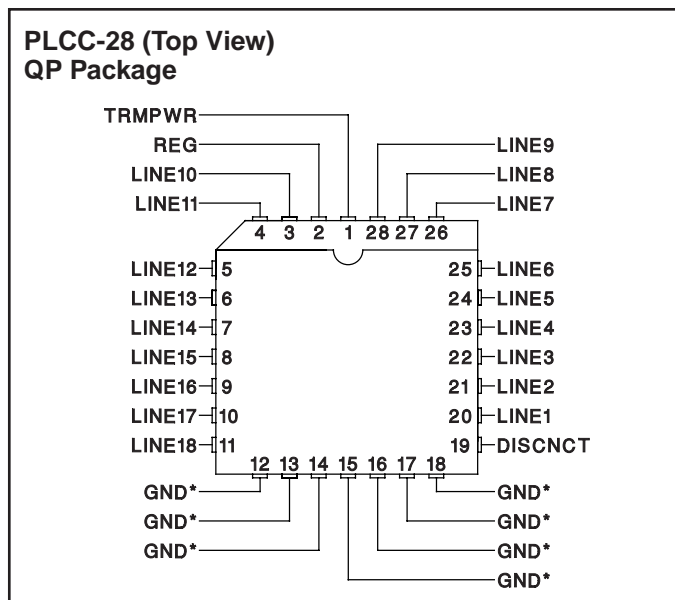 PLCC-28 (Top View)
QP Package
TRMPWR
REG
LINE9
LINE10
LINE8
LINE11
LINE7
4 3 2 1 28 27 26
LINE12 5 25 LINE6
LINE13 6 24 LINE5
LINE14 7 23 LINE4
LINE15 8 22 LINE3
LINE16 9 21 LINE2
LINE17 10 20 LINE1
LINE18 11 19 DISCNCT
12 13 14 15 16 17 18
GND* GND*
GND* GND*
GND* GND*
GND*